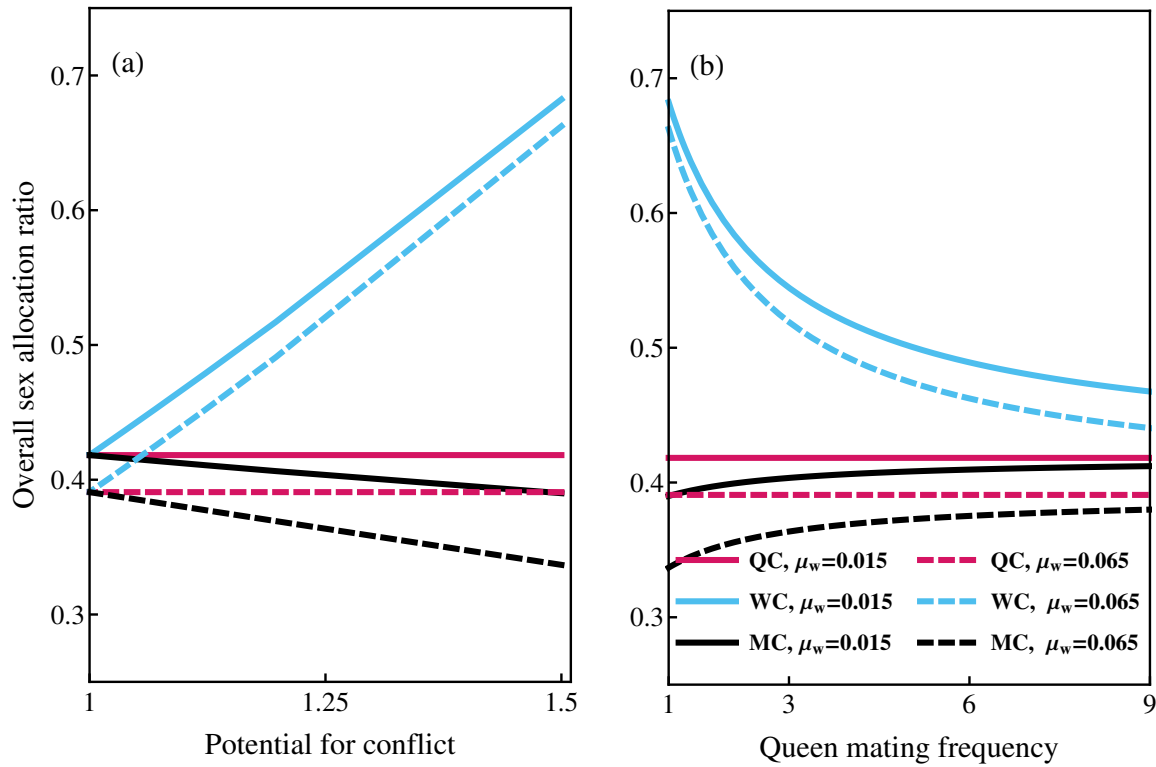 Overall sex allocation ratio
(a)
0.7
0.6
0.5
0.4
0.3
1
1.25
1.5
Potential for conflict
(b)
0.7
0.6
0.5
0.4
0.3
QC, μw=0.015
QC, μw=0.065
WC, μw=0.015
WC, μw=0.065
MC, μw=0.015
MC, μw=0.065
1
3
6
9
Queen mating frequency